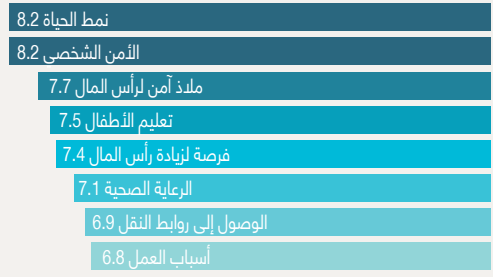 نمط الحياة 8.2
الأمن الشخصي 8.2
ملاذ آمن لرأس المال 7.7
تعليم الأطفال 7.5
فرصة لزيادة رأس المال 7.4
الرعاية الصحية 7.1
الوصول إلى روابط النقل 6.9
أسباب العمل 6.8